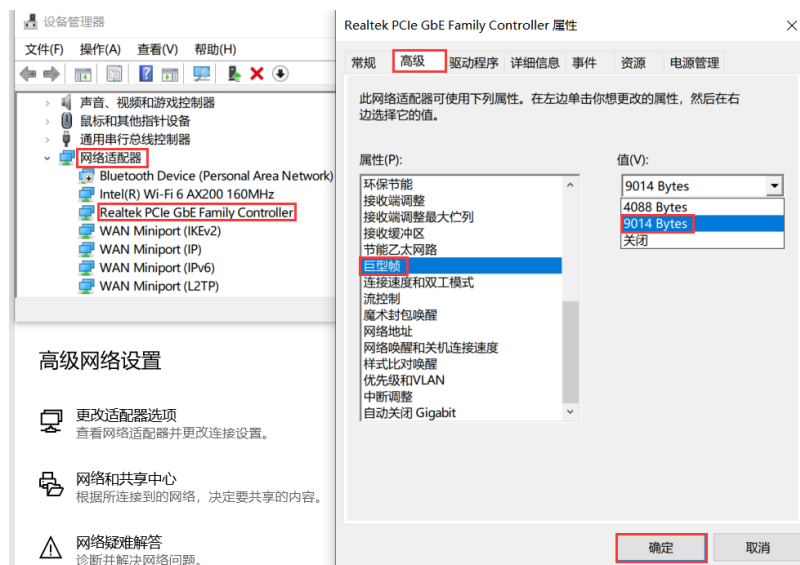 设备管理器
文件(F) 操作(A) 查看(V) 帮助(H)
声音、视频和游戏控制器
鼠标和其他指针设备
通用串行总线控制器
网络适配器
Bluetooth Device (Personal Area Network)
Intel(R) Wi-Fi 6 AX200 160MHz
Realtek PCIe GbE Family Controller
WAN Miniport (IKEv2)
WAN Miniport (IP)
WAN Miniport (IPv6)
WAN Miniport (L2TP)
高级网络设置
更改适配器选项
查看网络适配器并更改连接设置。
网络和共享中心
根据所连接到的网络，决定要共享的内容。
网络疑难解答
诊断并解决网络问题。
Realtek PCIe GbE Family Controller 属性
常规 高级 驱动程序 详细信息 事件 资源 电源管理
此网络适配器可使用下列属性。在左边单击你想更改的属性，然后在右
边选择它的值。
属性(P):
环保节能
接收端调整
接收端调整最大伫列
接收缓冲区
节能乙太网路
巨型帧
连接速度和双工模式
流控制
魔术封包唤醒
网络地址
网络唤醒和关机连接速度
样式比对唤醒
优先级和VLAN
中断调整
自动关闭 Gigabit
值(V):
9014 Bytes
4088 Bytes
9014 Bytes
关闭
确定 取消